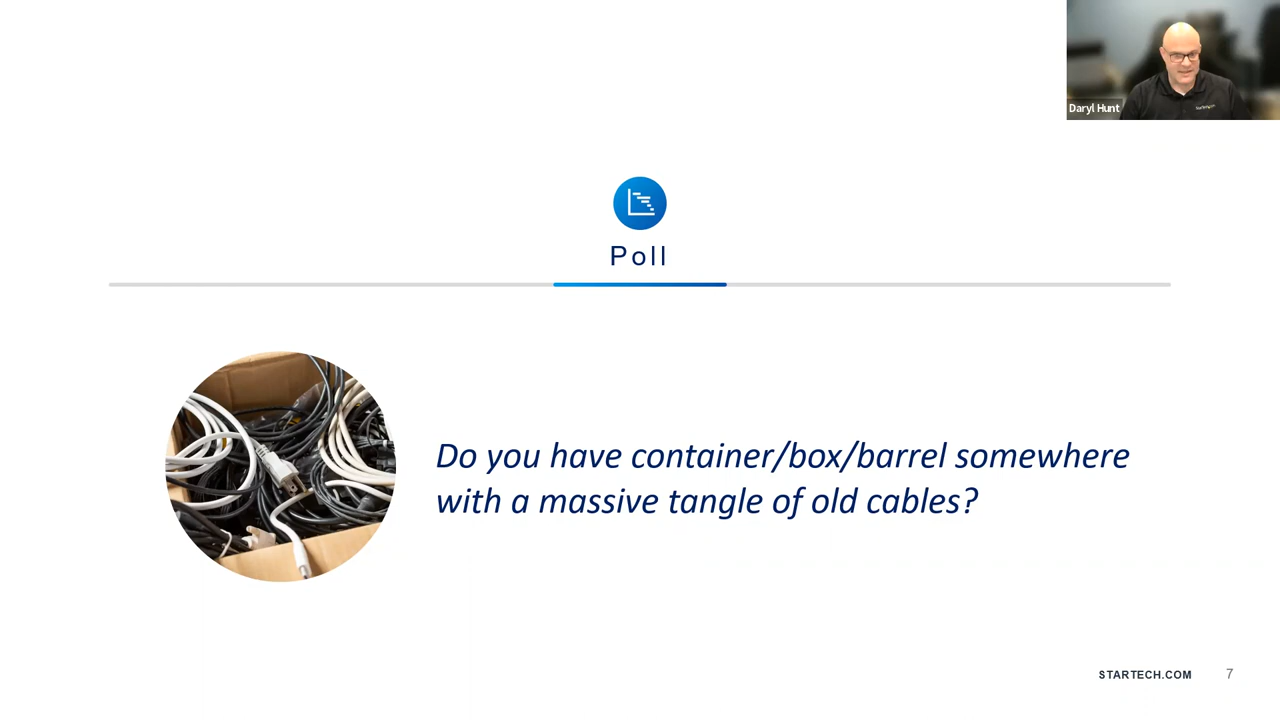 Daryl Hunt
Poll
Do you have container/box/barrel somewhere
with a massive tangle of old cables?
STARTECH.COM 7